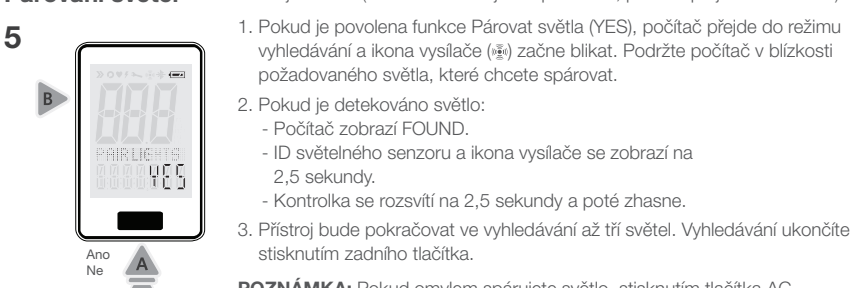 5
B
PAIR LIGHTS
YES
Ano
Ne
A
1. Pokud je povolena funkce Párovat světla (YES), počítač přejde do režimu
vyhledávání a ikona vysílače () začne blikat. Podržte počítač v blízkosti
požadovaného světla, které chcete spárovat.
2. Pokud je detekováno světlo:
- Počítač zobrazí FOUND.
- ID světelného senzoru a ikona vysílače se zobrazí na
2,5 sekundy.
- Kontrolka se rozsvítí na 2,5 sekundy a poté zhasne.
3. Přístroj bude pokračovat ve vyhledávání až tří světel. Vyhledávání ukončíte
stisknutím zadního tlačítka.
POZNÁMKA: Pokud omylem spárujete světlo, stisknutím tlačítka AC